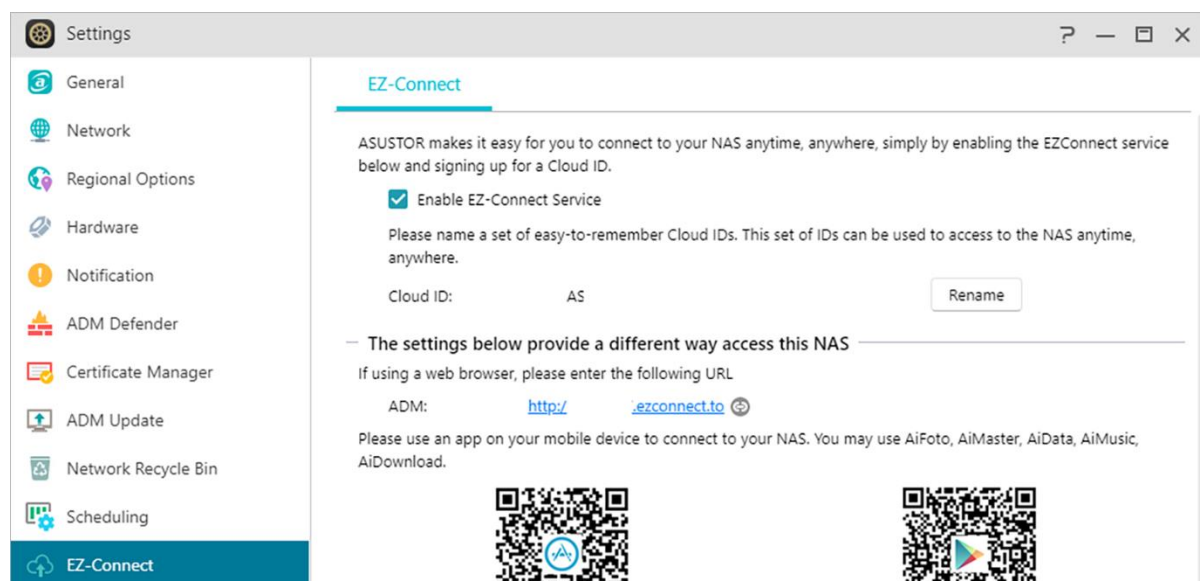 Settings
General
Network
Regional Options
Hardware
Notification
ADM Defender
Certificate Manager
ADM Update
Network Recycle Bin
Scheduling
EZ-Connect
EZ-Connect
ASUSTOR makes it easy for you to connect to your NAS anytime, anywhere, simply by enabling the EZConnect service
below and signing up for a Cloud ID.
Enable EZ-Connect Service
Please name a set of easy-to-remember Cloud IDs. This set of IDs can be used to access to the NAS anytime,
anywhere.
Cloud ID: AS Rename
The settings below provide a different way access this NAS
If using a web browser, please enter the following URL
ADM: http:/ .ezconnect.to
Please use an app on your mobile device to connect to your NAS. You may use AiFoto, AiMaster, AiData, AiMusic,
AiDownload.